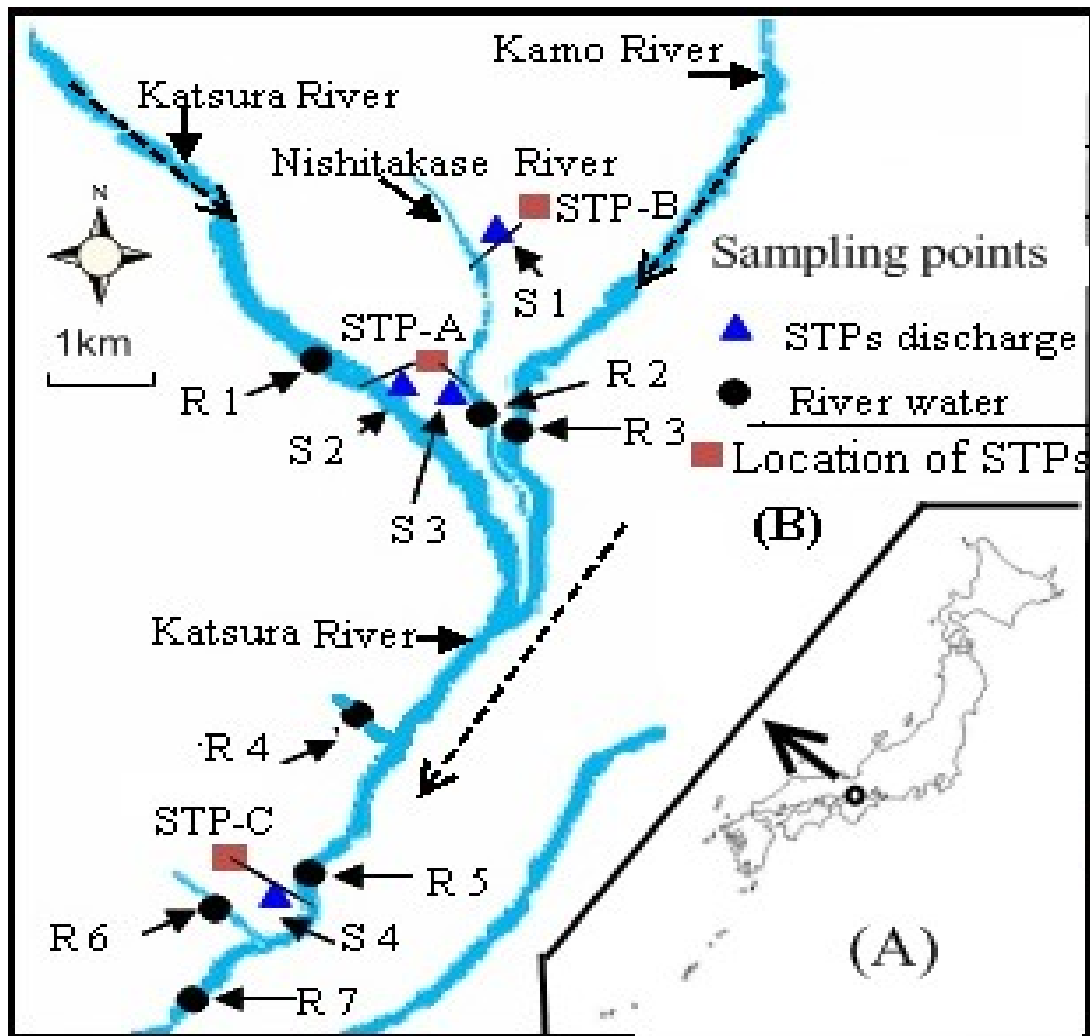 Kamo River
Katsura River
Nishitakase River
N
STP-B
Sampling points
S 1
1km
STP-A
STPs discharge
R 1
R 2
River water
S 2
R 3
Location of STPs
S 3
(B)
Katsura River
R 4
STP-C
R 5
R 6
S 4
(A)
R 7